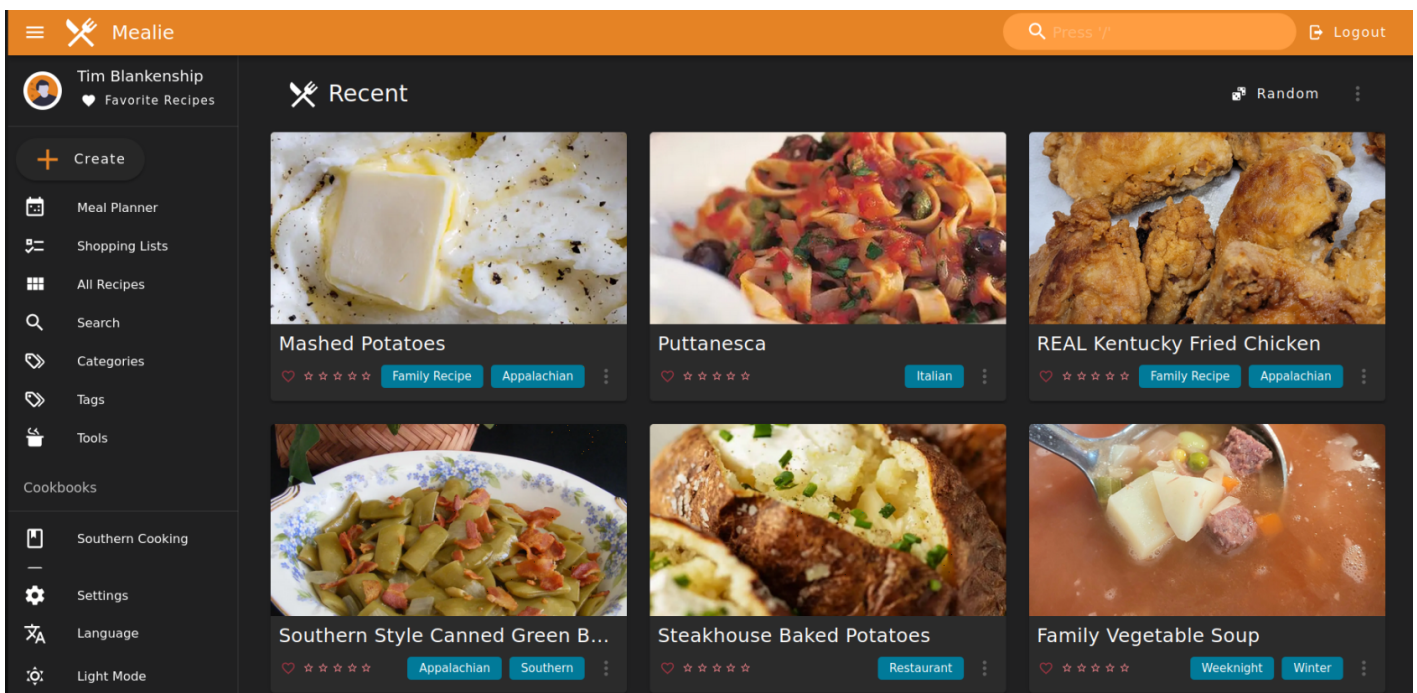 Mealie
Press '/'
Logout
Tim Blankenship
Favorite Recipes
Create
Meal Planner
Shopping Lists
All Recipes
Search
Categories
Tags
Tools
Cookbooks
Southern Cooking
Settings
Language
Light Mode
Recent
Random
Mashed Potatoes
Family Recipe
Appalachian
Puttanesca
Italian
REAL Kentucky Fried Chicken
Family Recipe
Appalachian
Southern Style Canned Green B...
Appalachian
Southern
Steakhouse Baked Potatoes
Restaurant
Family Vegetable Soup
Weeknight
Winter